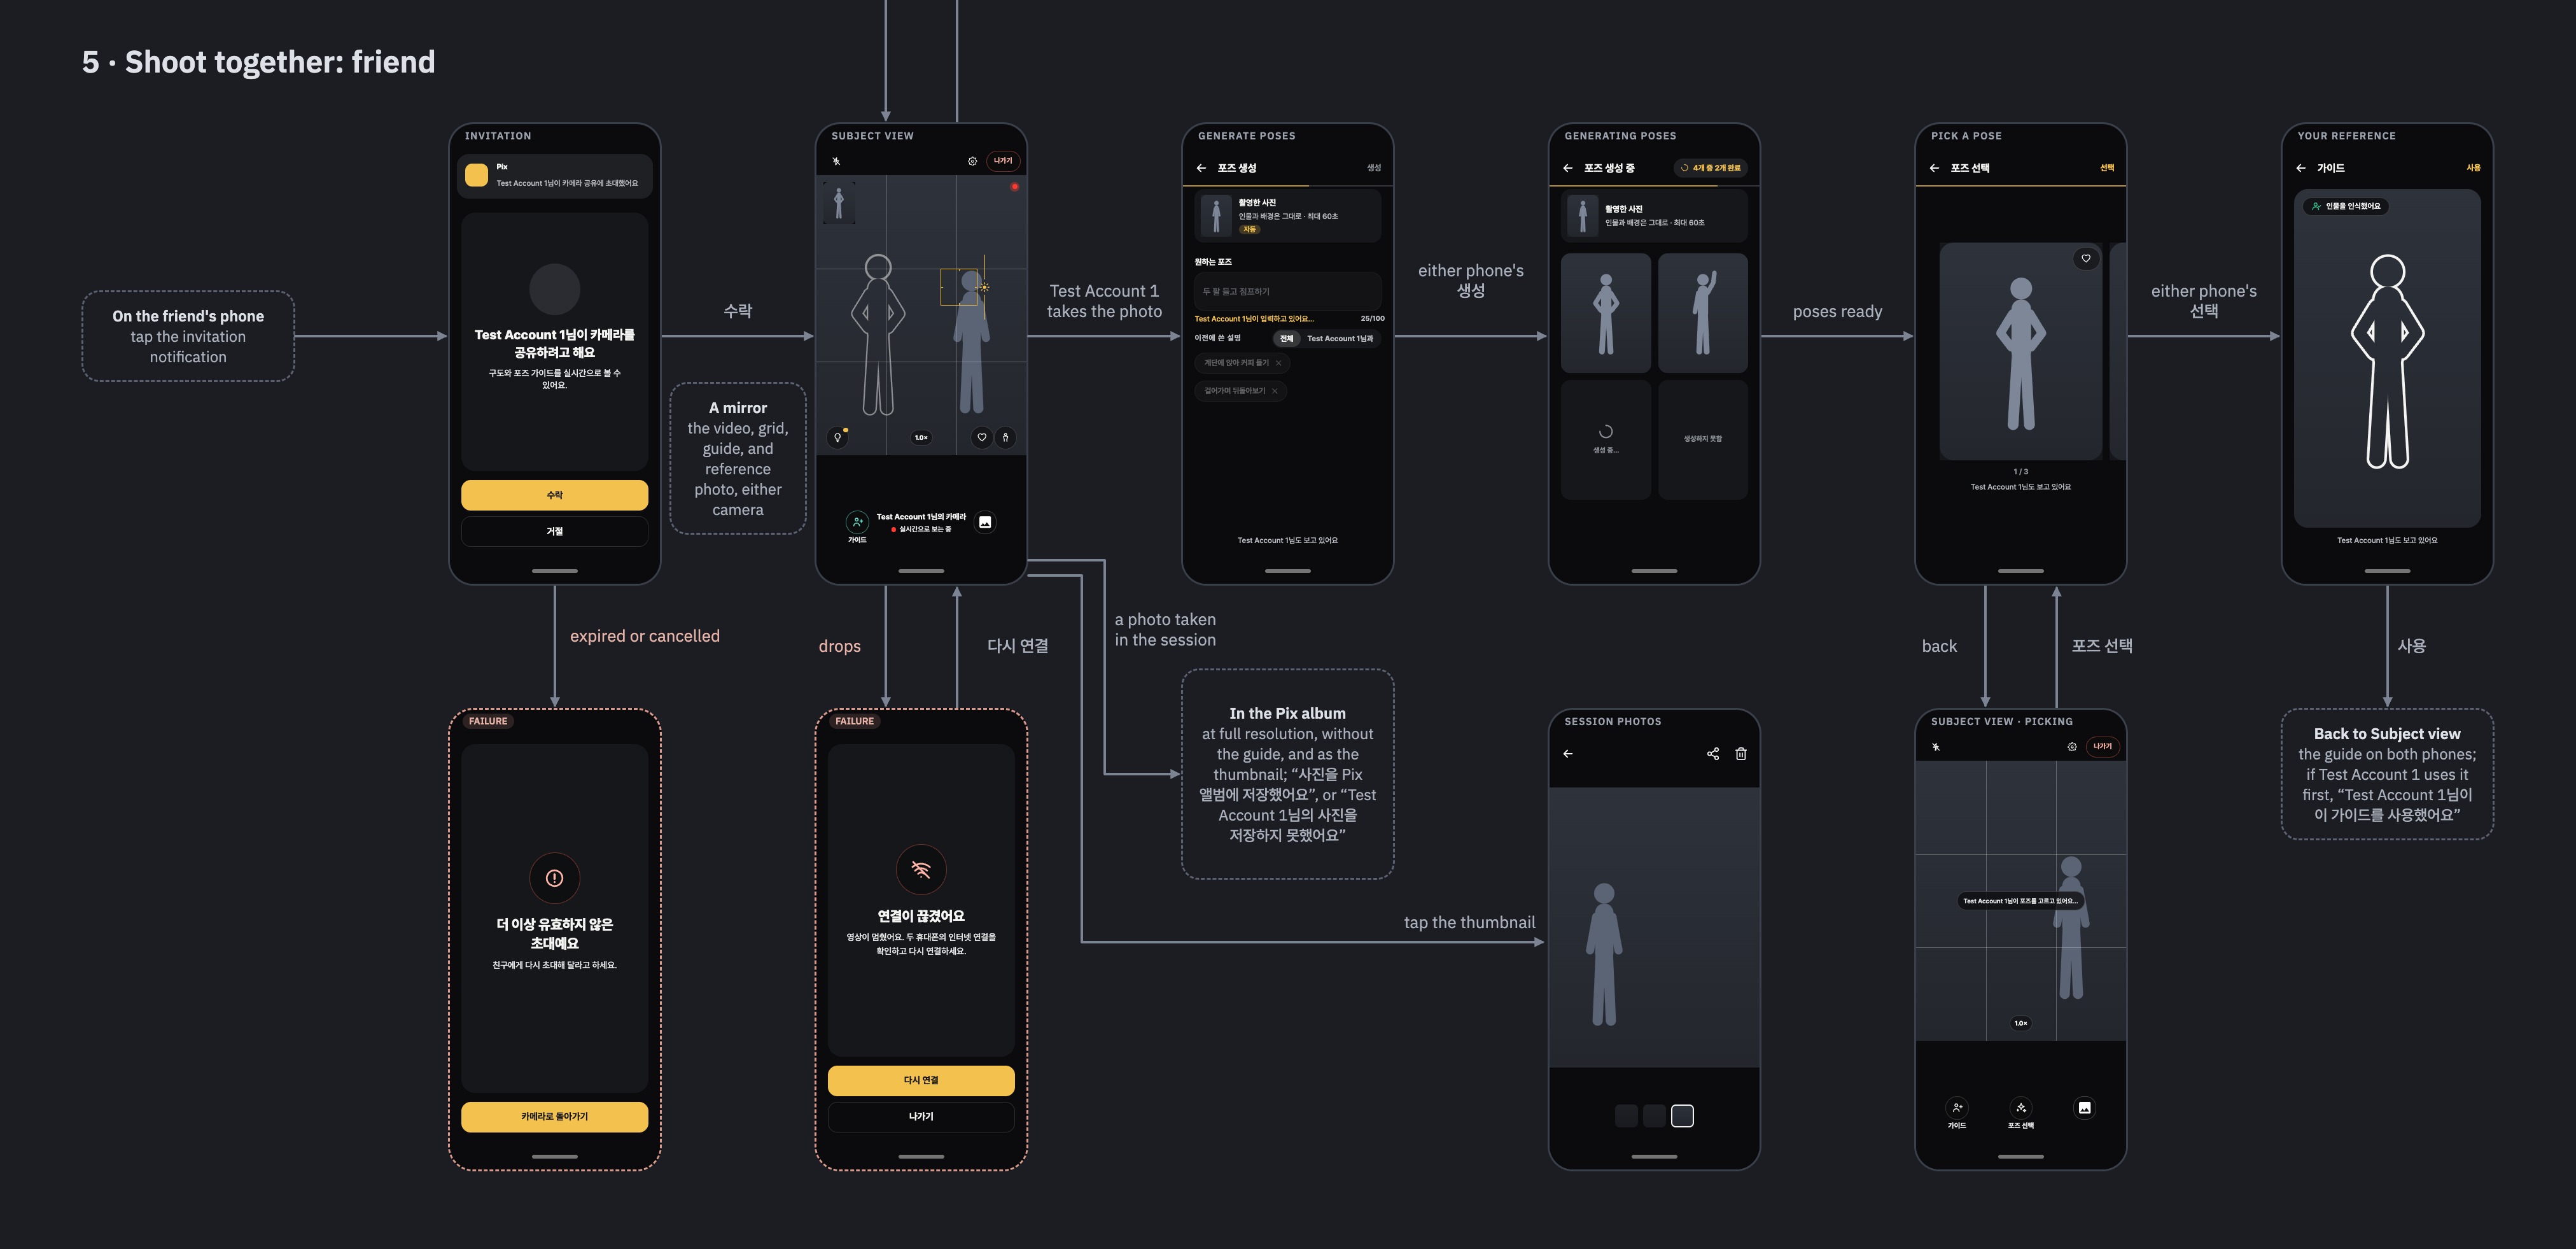 5 · Shoot together: friend
On the friend's phone
tap the invitation
notification
INVITATION
Pix
Test Account 1님이 카메라 공유에 초대했어요
Test Account 1님이 카메라를
공유하려고 해요
구도와 포즈 가이드를 실시간으로 볼 수
있어요.
수락
거절
수락
A mirror
the video, grid,
guide, and
reference
photo, either
camera
SUBJECT VIEW
나가기
1.0×
가이드
Test Account 1님의 카메라
실시간으로 보는 중
Test Account 1
takes the photo
GENERATE POSES
포즈 생성
생성
촬영한 사진
인물과 배경은 그대로 · 최대 60초
자동
원하는 포즈
두 팔 들고 점프하기
Test Account 1님이 입력하고 있어요...
25/100
이전에 쓴 설명
전체
Test Account 1님과
계단에 앉아 커피 들기
걸어가며 뒤돌아보기
Test Account 1님도 보고 있어요
either phone's
생성
GENERATING POSES
포즈 생성 중
4개 중 2개 완료
촬영한 사진
인물과 배경은 그대로 · 최대 60초
생성 중...
생성하지 못함
poses ready
PICK A POSE
포즈 선택
선택
1 / 3
Test Account 1님도 보고 있어요
either phone's
선택
YOUR REFERENCE
가이드
사용
인물을 인식했어요
Test Account 1님도 보고 있어요
expired or cancelled
drops
다시 연결
a photo taken
in the session
back
포즈 선택
사용
FAILURE
더 이상 유효하지 않은
초대예요
친구에게 다시 초대해 달라고 하세요.
카메라로 돌아가기
FAILURE
연결이 끊겼어요
영상이 멈췄어요. 두 휴대폰의 인터넷 연결을
확인하고 다시 연결하세요.
다시 연결
나가기
In the Pix album
at full resolution, without
the guide, and as the
thumbnail; “사진을 Pix
앨범에 저장했어요”, or “Test
Account 1님의 사진을
저장하지 못했어요”
tap the thumbnail
SESSION PHOTOS
SUBJECT VIEW · PICKING
나가기
Test Account 1님이 포즈를 고르고 있어요...
1.0×
가이드
포즈 선택
Back to Subject view
the guide on both phones;
if Test Account 1 uses it
first, “Test Account 1님이
이 가이드를 사용했어요”